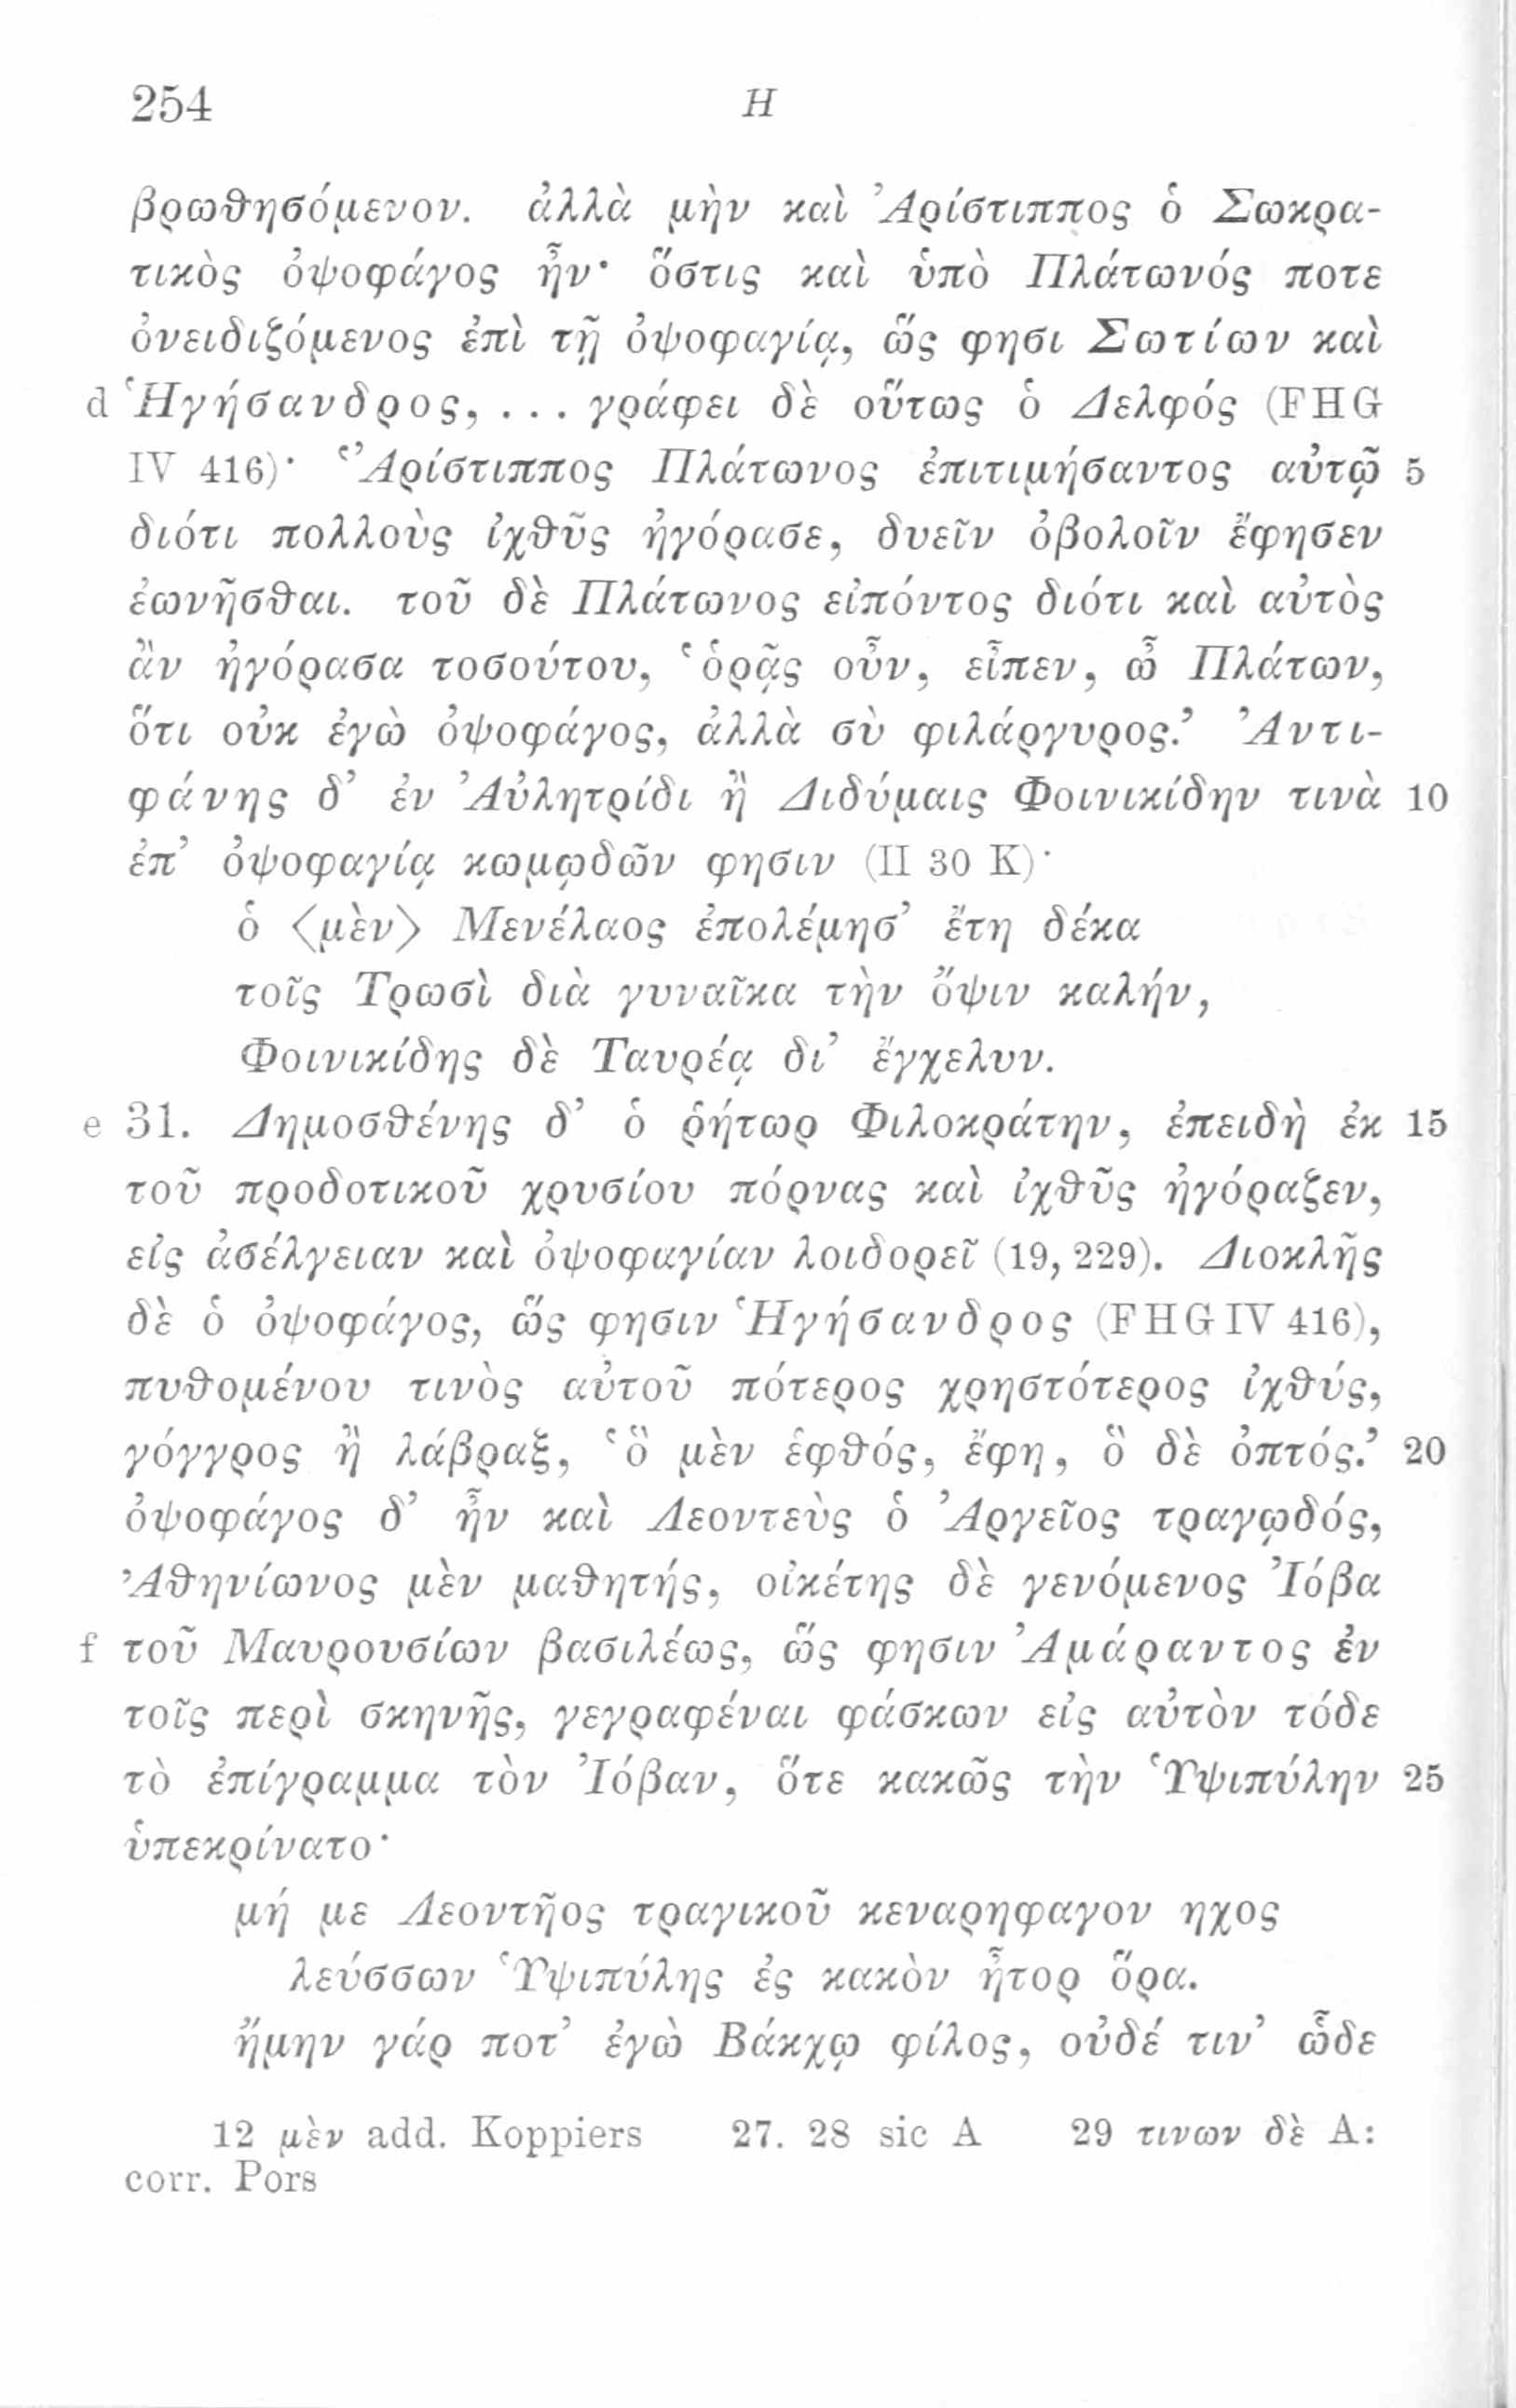 254 H
βρωθησόμενον. ἀλλὰ μὴν καὶ Ἀρίστιππος ὁ Σωκρα-
τικὸς ὀψοφάγος ἦν· ὅστις καὶ ὑπὸ Πλάτωνός ποτε
ὀνειδιζόμενος ἐπὶ τῇ ὀψοφαγίᾳ, ὥς φησι Σωτίων καὶ
d Ἡγήσανδρος, ... γράφει δὲ οὕτως ὁ Δελφός (FHG
IV 416)· ‘Ἀρίστιππος Πλάτωνος ἐπιτιμήσαντος αὐτῷ 5
διότι πολλοὺς ἰχθῦς ἠγόρασε, δυεῖν ὀβολοῖν ἔφησεν
ἐωνῆσθαι. τοῦ δὲ Πλάτωνος εἰπόντος διότι καὶ αὐτὸς
ἂν ἠγόρασα τοσούτου, ‘ὁρᾷς οὖν, εἶπεν, ὦ Πλάτων,
ὅτι οὐκ ἐγὼ ὀψοφάγος, ἀλλὰ σὺ φιλάργυρος.’ Ἀντι-
φάνης δ’ ἐν Αὐλητρίδι ἢ Διδύμαις Φοινικίδην τινὰ 10
ἐπ’ ὀψοφαγίᾳ κωμῳδῶν φησιν (II 30 K)·
ὁ <μὲν> Μενέλαος ἐπολέμησ’ ἔτη δέκα
τοῖς Τρωσὶ διὰ γυναῖκα τὴν ὄψιν καλήν,
Φοινικίδης δὲ Ταυρέᾳ δι’ ἔγχελυν.
e 31. Δημοσθένης δ’ ὁ ῥήτωρ Φιλοκράτην, ἐπειδὴ ἐκ 15
τοῦ προδοτικοῦ χρυσίου πόρνας καὶ ἰχθῦς ἠγόραζεν,
εἰς ἀσέλγειαν καὶ ὀψοφαγίαν λοιδορεῖ (19, 229). Διοκλῆς
δὲ ὁ ὀψοφάγος, ὥς φησιν Ἡγήσανδρος (FHG IV 416),
πυθομένου τινὸς αὐτοῦ πότερος χρηστότερος ἰχθύς,
γόγγρος ἢ λάβραξ, ‘ὃ μὲν ἑφθός, ἔφη, ὃ δὲ ὀπτός.’ 20
ὀψοφάγος δ’ ἦν καὶ Λεοντεὺς ὁ Ἀργεῖος τραγῳδός,
Ἀθηνίωνος μὲν μαθητής, οἰκέτης δὲ γενόμενος Ἰόβα
f τοῦ Μαυρουσίων βασιλέως, ὥς φησιν Ἀμάραντος ἐν
τοῖς περὶ σκηνῆς, γεγραφέναι φάσκων εἰς αὐτὸν τόδε
τὸ ἐπίγραμμα τὸν Ἰόβαν, ὅτε κακῶς τὴν Ὑψιπύλην 25
ὑπεκρίνατο·
μή με Λεοντῆος τραγικοῦ κεναρηφαγον ηχος
λεύσσων Ὑψιπύλης ἐς κακὸν ἦτορ ὅρα.
ἤμην γάρ ποτ’ ἐγὼ Βάκχῳ φίλος, οὐδέ τιν’ ὧδε
12 μὲν add. Koppiers 27. 28 sic A 29 τινων δὲ A:
corr. Pors